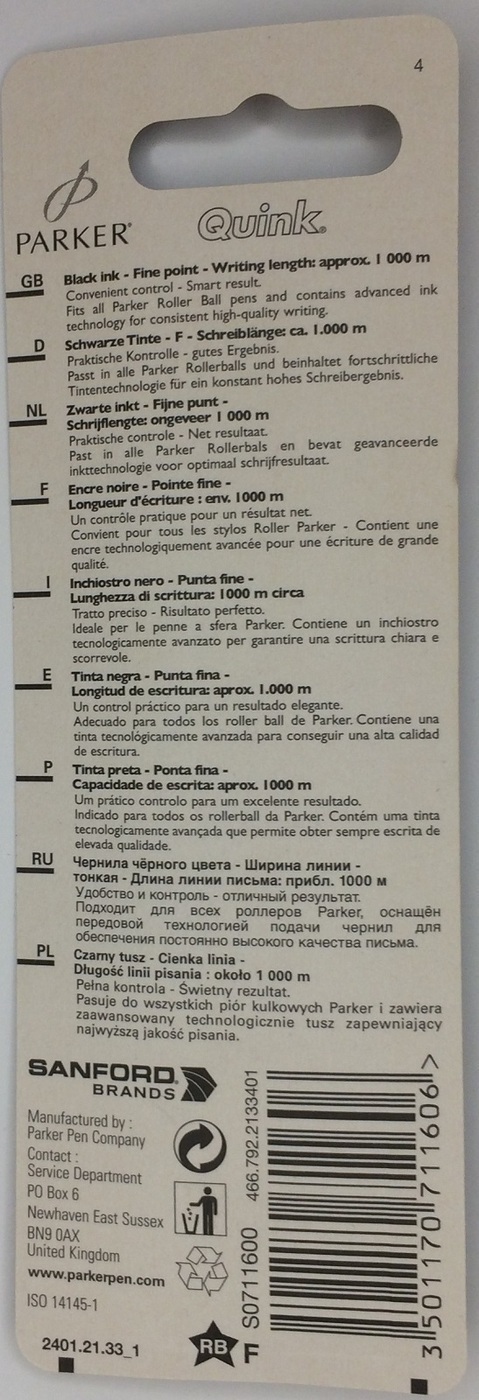 4
PARKER
Quink®
GB
Black ink - Fine point - Writing length: approx. 1 000 m
Convenient control - Smart result.
Fits all Parker Roller Ball pens and contains advanced ink
technology for consistent high-quality writing.
D
Schwarze Tinte - F - Schreiblänge: ca. 1.000 m
Praktische Kontrolle - gutes Ergebnis.
Passt in alle Parker Rollerballs und beinhaltet fortschrittliche
Tintentechnologie für ein konstant hohes Schreibergebnis.
NL
Zwarte inkt - Fijne punt -
Schrijflengte: ongeveer 1 000 m
Praktische controle - Net resultaat.
Past in alle Parker Rollerbals en bevat geavanceerde
inkttechnologie voor optimaal schrijfresultaat.
F
Encre noire - Pointe fine -
Longueur d'écriture : env. 1000 m
Un contrôle pratique pour un résultat net.
Convient pour tous les stylos Roller Parker - Contient une
encre technologiquement avancée pour une écriture de grande
qualité.
I
Inchiostro nero - Punta fine -
Lunghezza di scrittura: 1000 m circa
Tratto preciso - Risultato perfetto.
Ideale per le penne a sfera Parker. Contiene un inchiostro
tecnologicamente avanzato per garantire una scrittura chiara e
scorrevole.
E
Tinta negra - Punta fina -
Longitud de escritura: aprox. 1.000 m
Un control práctico para un resultado elegante.
Adecuado para todos los roller ball de Parker. Contiene una
tinta tecnológicamente avanzada para conseguir una alta calidad
de escritura.
P
Tinta preta - Ponta fina -
Capacidade de escrita: aprox. 1000 m
Um prático controlo para um excelente resultado.
Indicado para todos os rollerball da Parker. Contém uma tinta
tecnologicamente avançada que permite obter sempre escrita de
elevada qualidade.
RU
Чернила чёрного цвета - Ширина линии -
тонкая - Длина линии письма: прибл. 1000 м
Удобство и контроль - отличный результат.
Подходит для всех роллеров Parker, оснащён
передовой технологией подачи чернил для
обеспечения постоянно высокого качества письма.
PL
Czarny tusz - Cienka linia -
Długość linii pisania : około 1 000 m
Pełna kontrola - Świetny rezultat.
Pasuje do wszystkich piór kulkowych Parker i zawiera
zaawansowany technologicznie tusz zapewniający
najwyższą jakość pisania.
SANFORD®
BRANDS
Manufactured by :
Parker Pen Company
Contact :
Service Department
PO Box 6
Newhaven East Sussex
BN9 0AX
United Kingdom
www.parkerpen.com
ISO 14145-1
2401.21.33_1
RB F
S0711600 466.792.2133401
3 501170 711606 >